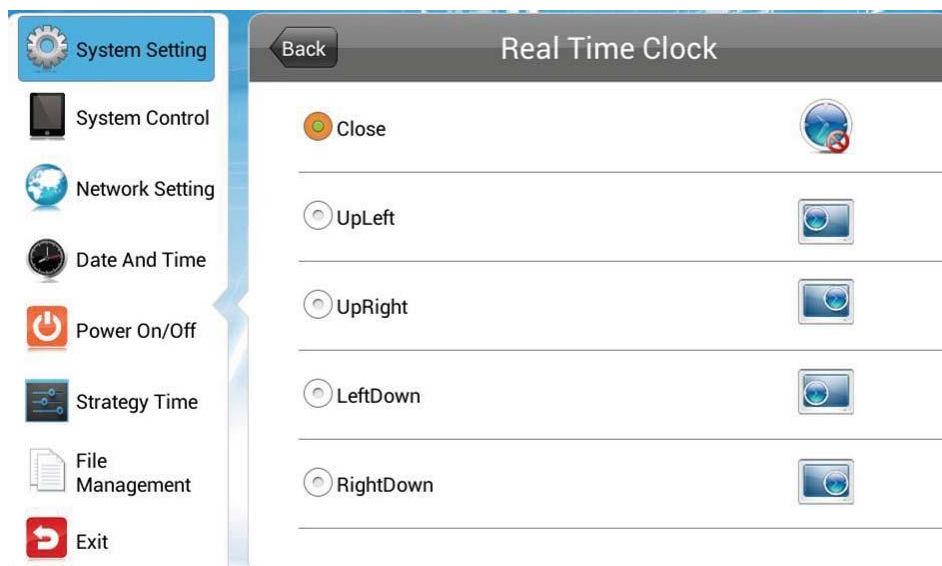 System Setting
System Control
Network Setting
Date And Time
Power On/Off
Strategy Time
File
Management
Exit
Back
Real Time Clock
Close
UpLeft
UpRight
LeftDown
RightDown